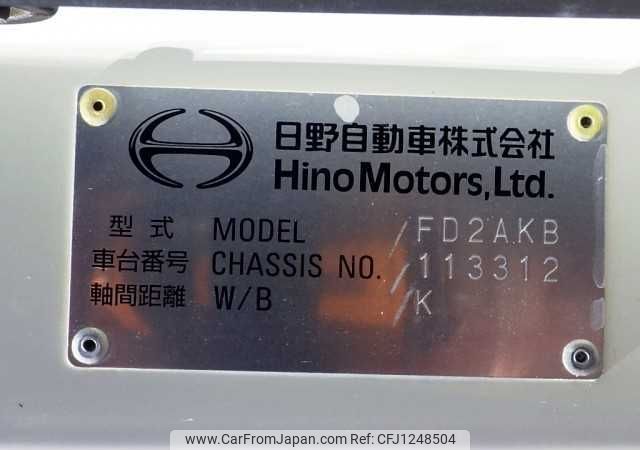 日野自動車株式会社
Hino Motors, Ltd.
型式 MODEL /FD2AKB
車台番号 CHASSIS NO. /113312
軸間距離 W/B /K
www.CarFromJapan.com | CFJ1248504